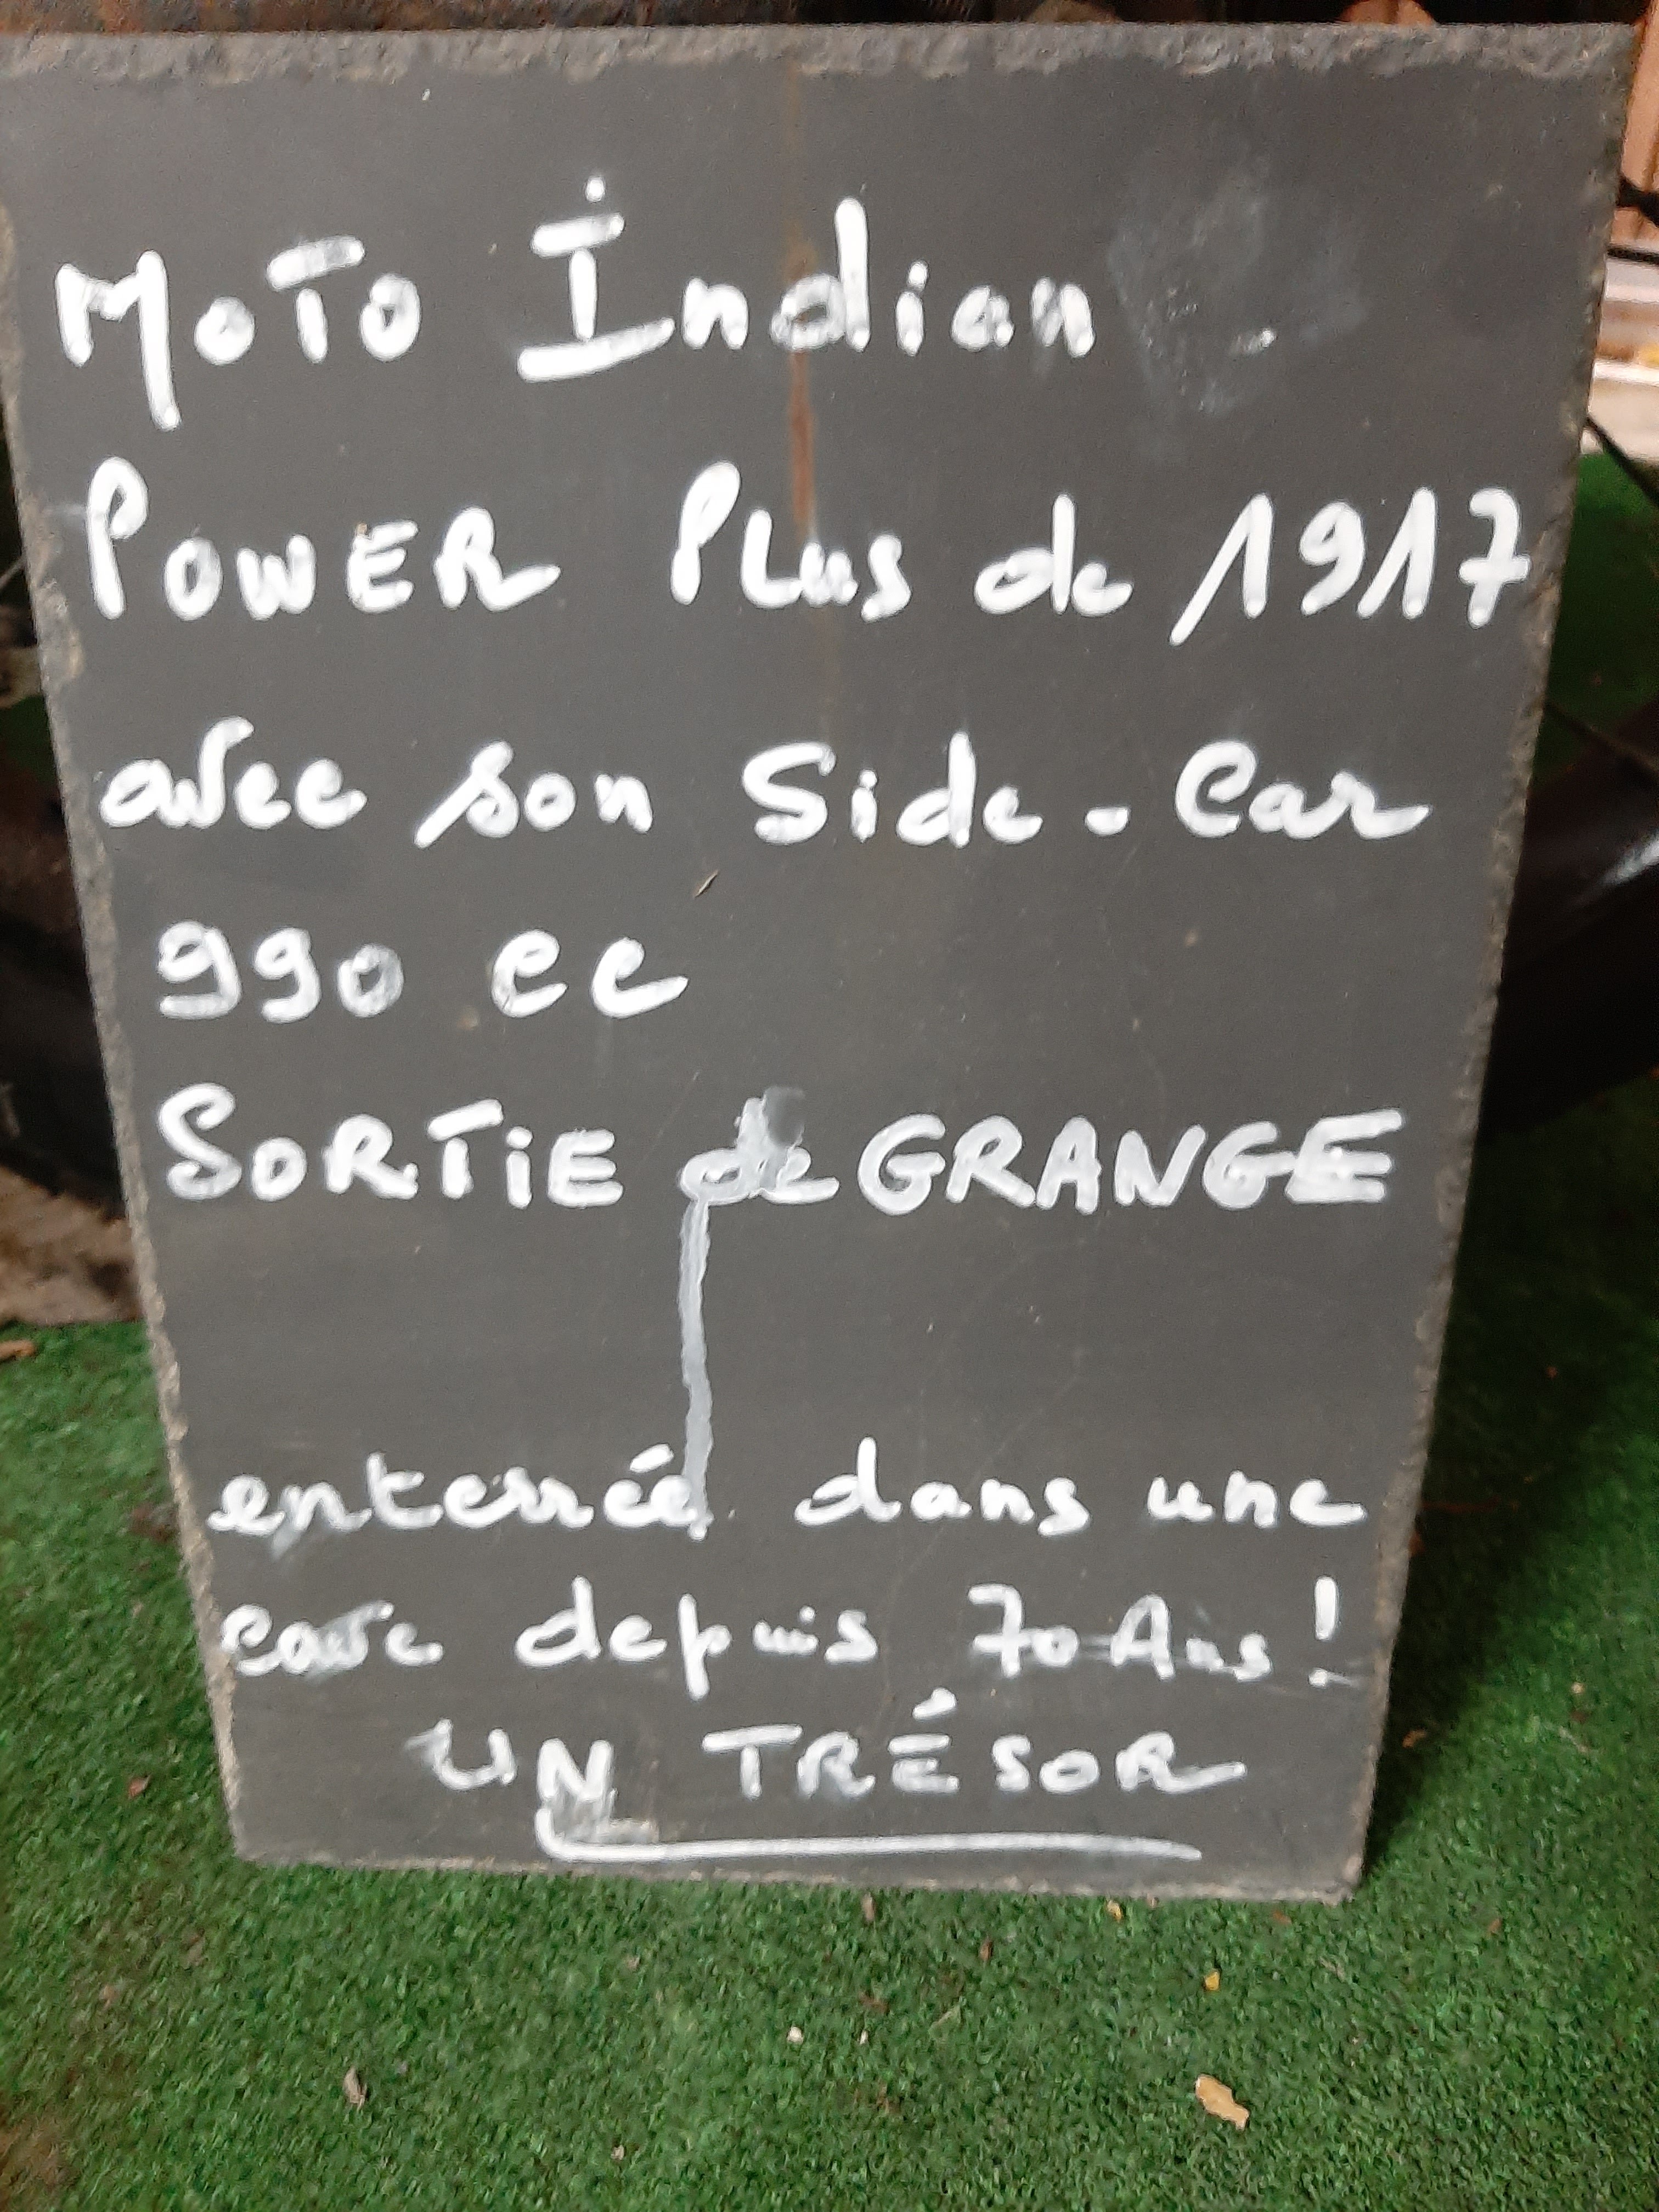 MoTo Indian
POWER PLus de 1917
avec son Side-Car
990 cc
SORTiE de GRANGE
enterrée dans une
cave depuis 70 Ans!
UN TRÉSOR